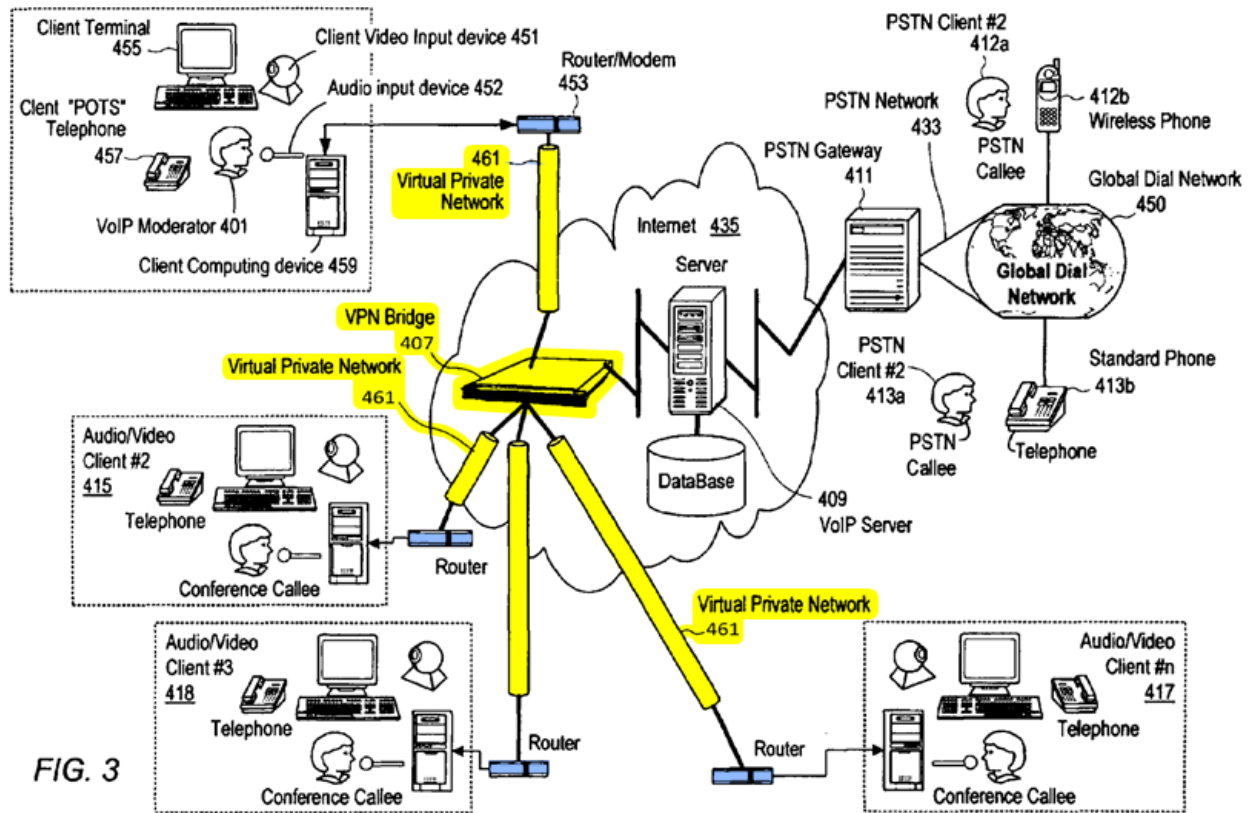 Client Terminal
455
Client Video Input device 451
Audio input device 452
Clent "POTS"
Telephone
457
VoIP Moderator 401
Client Computing device 459
Router/Modem
453
461
Virtual Private
Network
PSTN Client #2
412a
PSTN Network
433
412b
Wireless Phone
PSTN
Callee
PSTN Gateway
411
Global Dial Network
450
Internet 435
Server
Global Dial
Network
VPN Bridge
407
Virtual Private Network
461
PSTN
Client #2
413a
PSTN
Callee
Standard Phone
413b
Telephone
DataBase
409
VoIP Server
Audio/Video
Client #2
415
Telephone
Conference Callee
Router
Virtual Private Network
461
Audio/Video
Client #3
418
Telephone
Conference Callee
Router
Router
Audio/Video
Client #n
417
Telephone
Conference Callee
FIG. 3